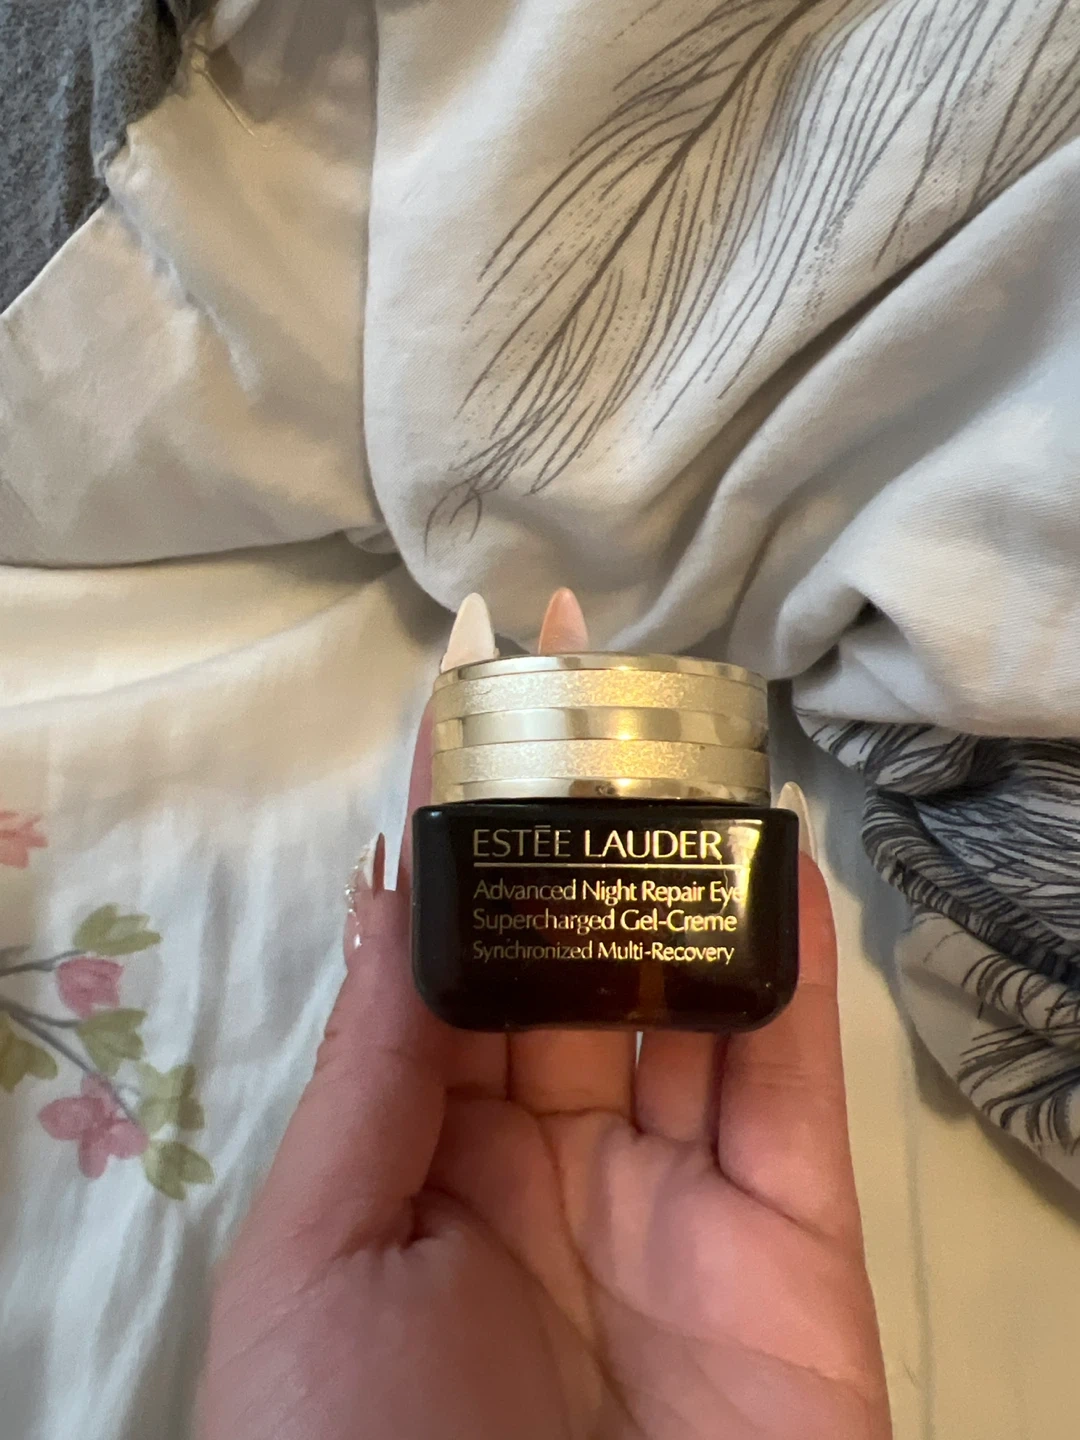 ESTĒE LAUDER
Advanced Night Repair Eye
Supercharged Gel-Creme
Synchronized Multi-Recovery